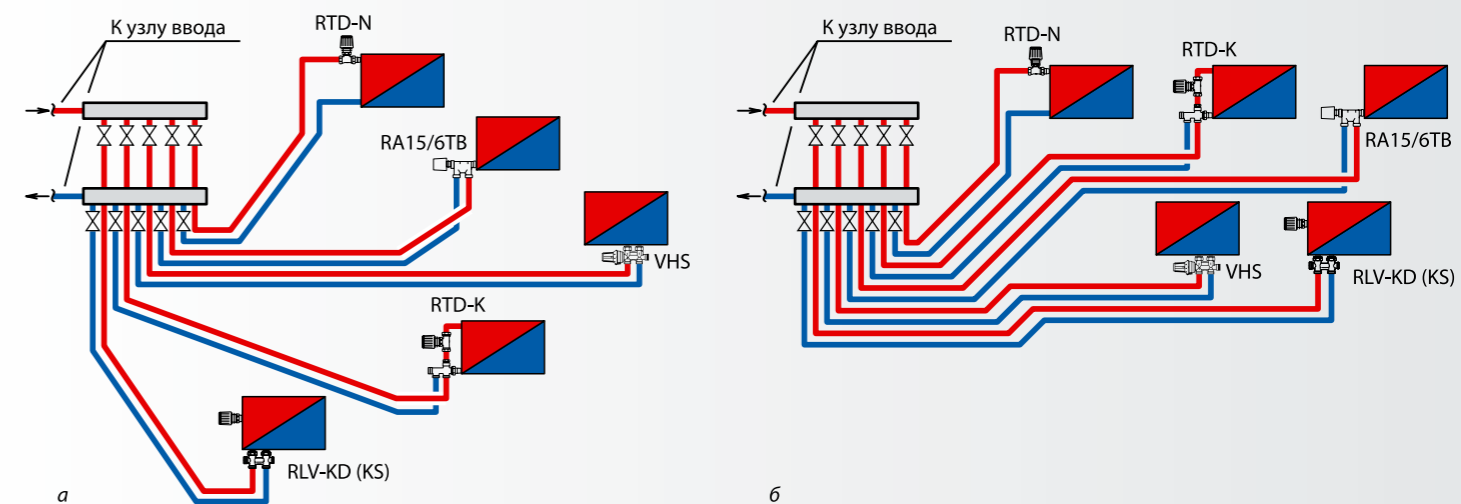 К узлу ввода
RTD-N
RA15/6TB
VHS
RTD-K
RLV-KD (KS)
а
К узлу ввода
RTD-N
RTD-K
RA15/6TB
VHS
RLV-KD (KS)
б